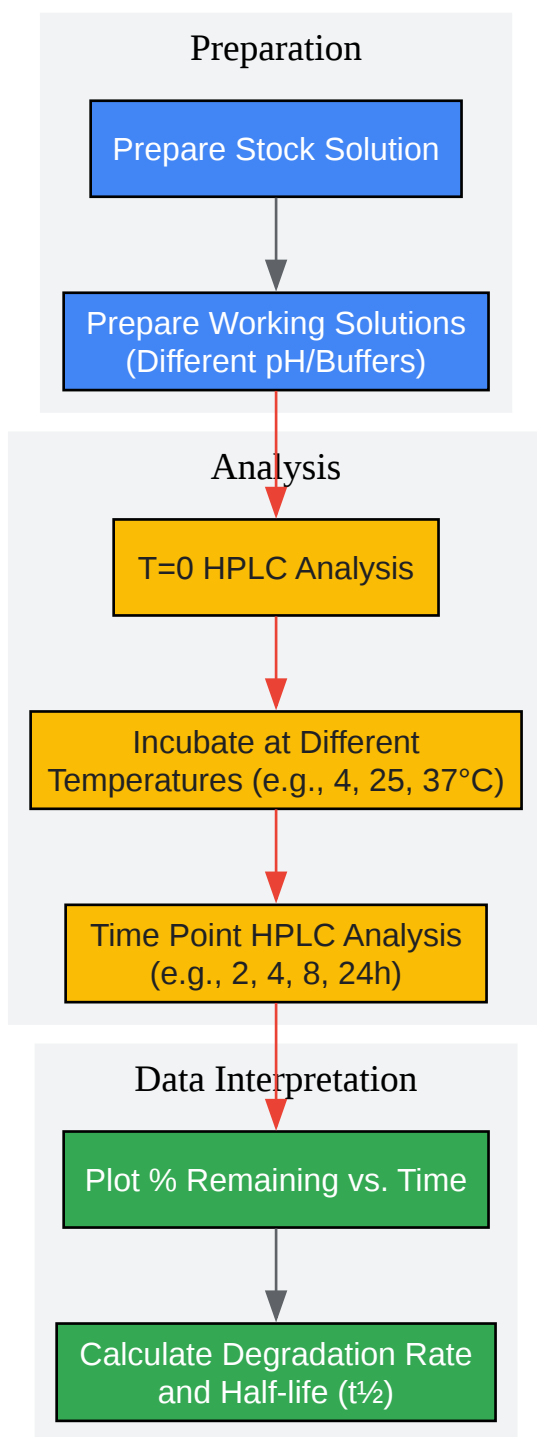 Preparation
Prepare Stock Solution
Prepare Working Solutions
(Different pH/Buffers)
Analysis
T=0 HPLC Analysis
Incubate at Different
Temperatures (e.g., 4, 25, 37°C)
Time Point HPLC Analysis
(e.g., 2, 4, 8, 24h)
Data Interpretation
Plot % Remaining vs. Time
Calculate Degradation Rate
and Half-life (t½)